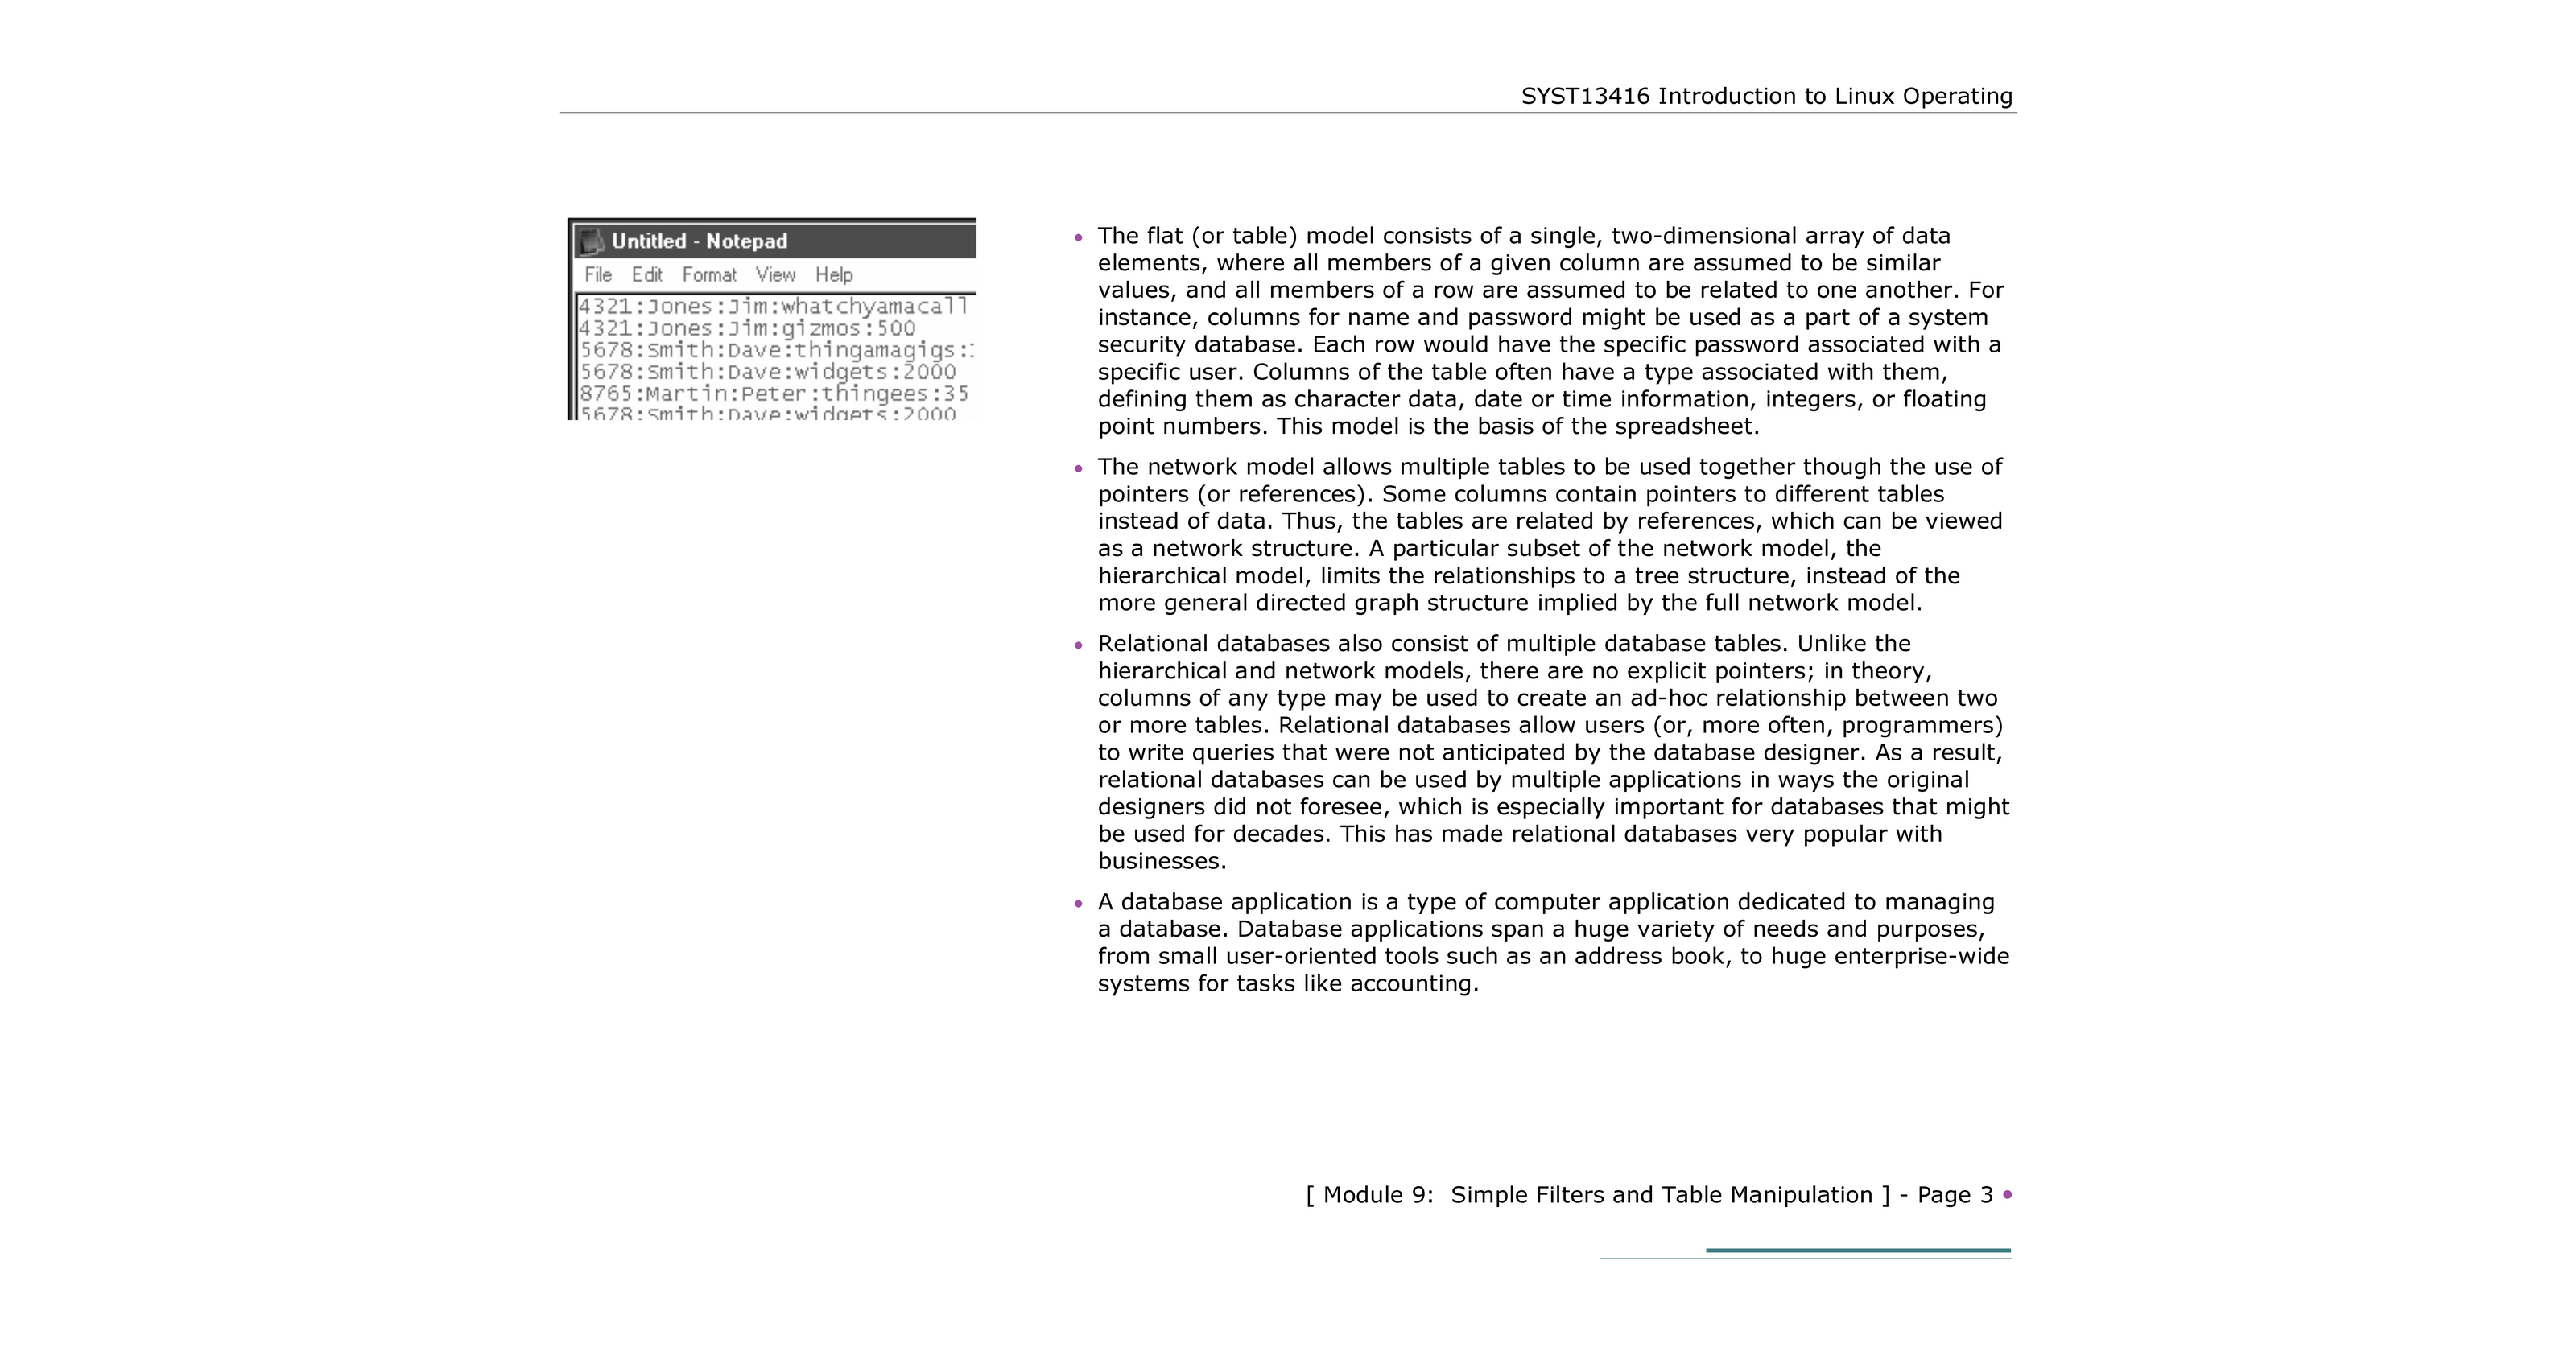 SYST13416 Introduction to Linux Operating
Untitled - Notepad
File Edit Format View Help
4321:Jones:Jim:whatchyamacall
4321:Jones:Jim:gizmos:500
5678:Smith:Dave:thingamagigs:
5678:Smith:Dave:widgets:2000
8765:Martin:Peter:thingees:35
5678:Smith:Dave:widgets:2000
• The flat (or table) model consists of a single, two-dimensional array of data
elements, where all members of a given column are assumed to be similar
values, and all members of a row are assumed to be related to one another. For
instance, columns for name and password might be used as a part of a system
security database. Each row would have the specific password associated with a
specific user. Columns of the table often have a type associated with them,
defining them as character data, date or time information, integers, or floating
point numbers. This model is the basis of the spreadsheet.
• The network model allows multiple tables to be used together though the use of
pointers (or references). Some columns contain pointers to different tables
instead of data. Thus, the tables are related by references, which can be viewed
as a network structure. A particular subset of the network model, the
hierarchical model, limits the relationships to a tree structure, instead of the
more general directed graph structure implied by the full network model.
• Relational databases also consist of multiple database tables. Unlike the
hierarchical and network models, there are no explicit pointers; in theory,
columns of any type may be used to create an ad-hoc relationship between two
or more tables. Relational databases allow users (or, more often, programmers)
to write queries that were not anticipated by the database designer. As a result,
relational databases can be used by multiple applications in ways the original
designers did not foresee, which is especially important for databases that might
be used for decades. This has made relational databases very popular with
businesses.
• A database application is a type of computer application dedicated to managing
a database. Database applications span a huge variety of needs and purposes,
from small user-oriented tools such as an address book, to huge enterprise-wide
systems for tasks like accounting.
[ Module 9: Simple Filters and Table Manipulation ] - Page 3 •